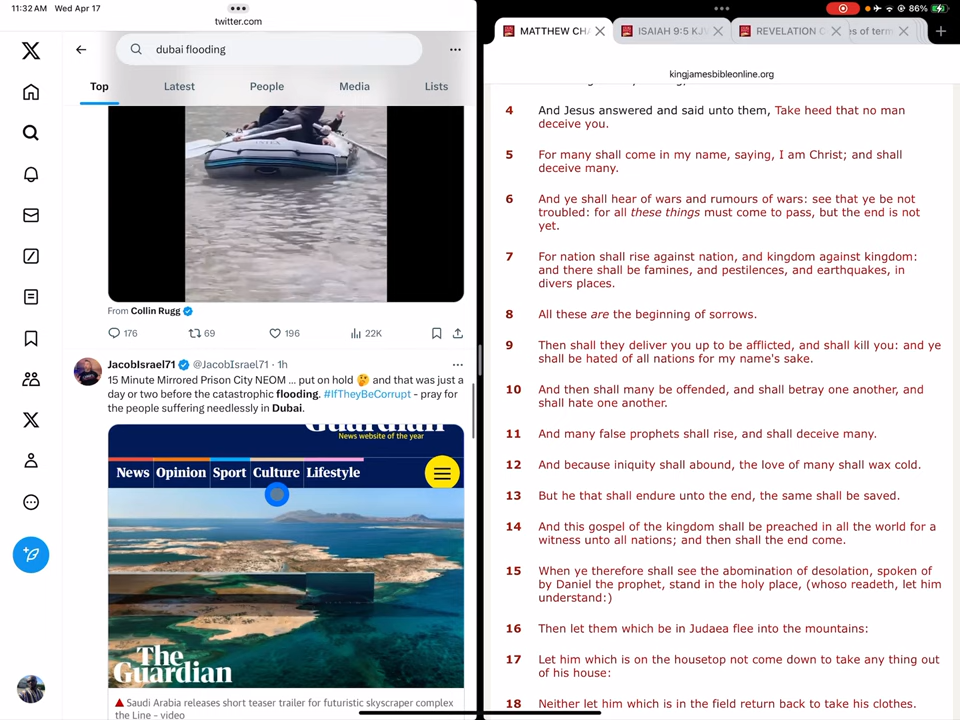 11:32 AM Wed Apr 17
twitter.com
dubai flooding
Top Latest People Media Lists
INTEX
From Collin Rugg
176 69 196 22K
JacobIsrael71 @JacobIsrael71 · 1h
15 Minute Mirrored Prison City NEOM ... put on hold 🤔 and that was just a
day or two before the catastrophic flooding. #IfTheyBeCorrupt - pray for
the people suffering needlessly in Dubai.
Guardian
News website of the year
News Opinion Sport Culture Lifestyle
The
Guardian
Saudi Arabia releases short teaser trailer for futuristic skyscraper complex
the Line – video
86%
MATTHEW CHA
ISAIAH 9:5 KJV
REVELATION C
es of term
kingjamesbibleonline.org
4 And Jesus answered and said unto them, Take heed that no man
deceive you.
5 For many shall come in my name, saying, I am Christ; and shall
deceive many.
6 And ye shall hear of wars and rumours of wars: see that ye be not
troubled: for all these things must come to pass, but the end is not
yet.
7 For nation shall rise against nation, and kingdom against kingdom:
and there shall be famines, and pestilences, and earthquakes, in
divers places.
8 All these are the beginning of sorrows.
9 Then shall they deliver you up to be afflicted, and shall kill you: and ye
shall be hated of all nations for my name's sake.
10 And then shall many be offended, and shall betray one another, and
shall hate one another.
11 And many false prophets shall rise, and shall deceive many.
12 And because iniquity shall abound, the love of many shall wax cold.
13 But he that shall endure unto the end, the same shall be saved.
14 And this gospel of the kingdom shall be preached in all the world for a
witness unto all nations; and then shall the end come.
15 When ye therefore shall see the abomination of desolation, spoken of
by Daniel the prophet, stand in the holy place, (whoso readeth, let him
understand:)
16 Then let them which be in Judaea flee into the mountains:
17 Let him which is on the housetop not come down to take any thing out
of his house:
18 Neither let him which is in the field return back to take his clothes.